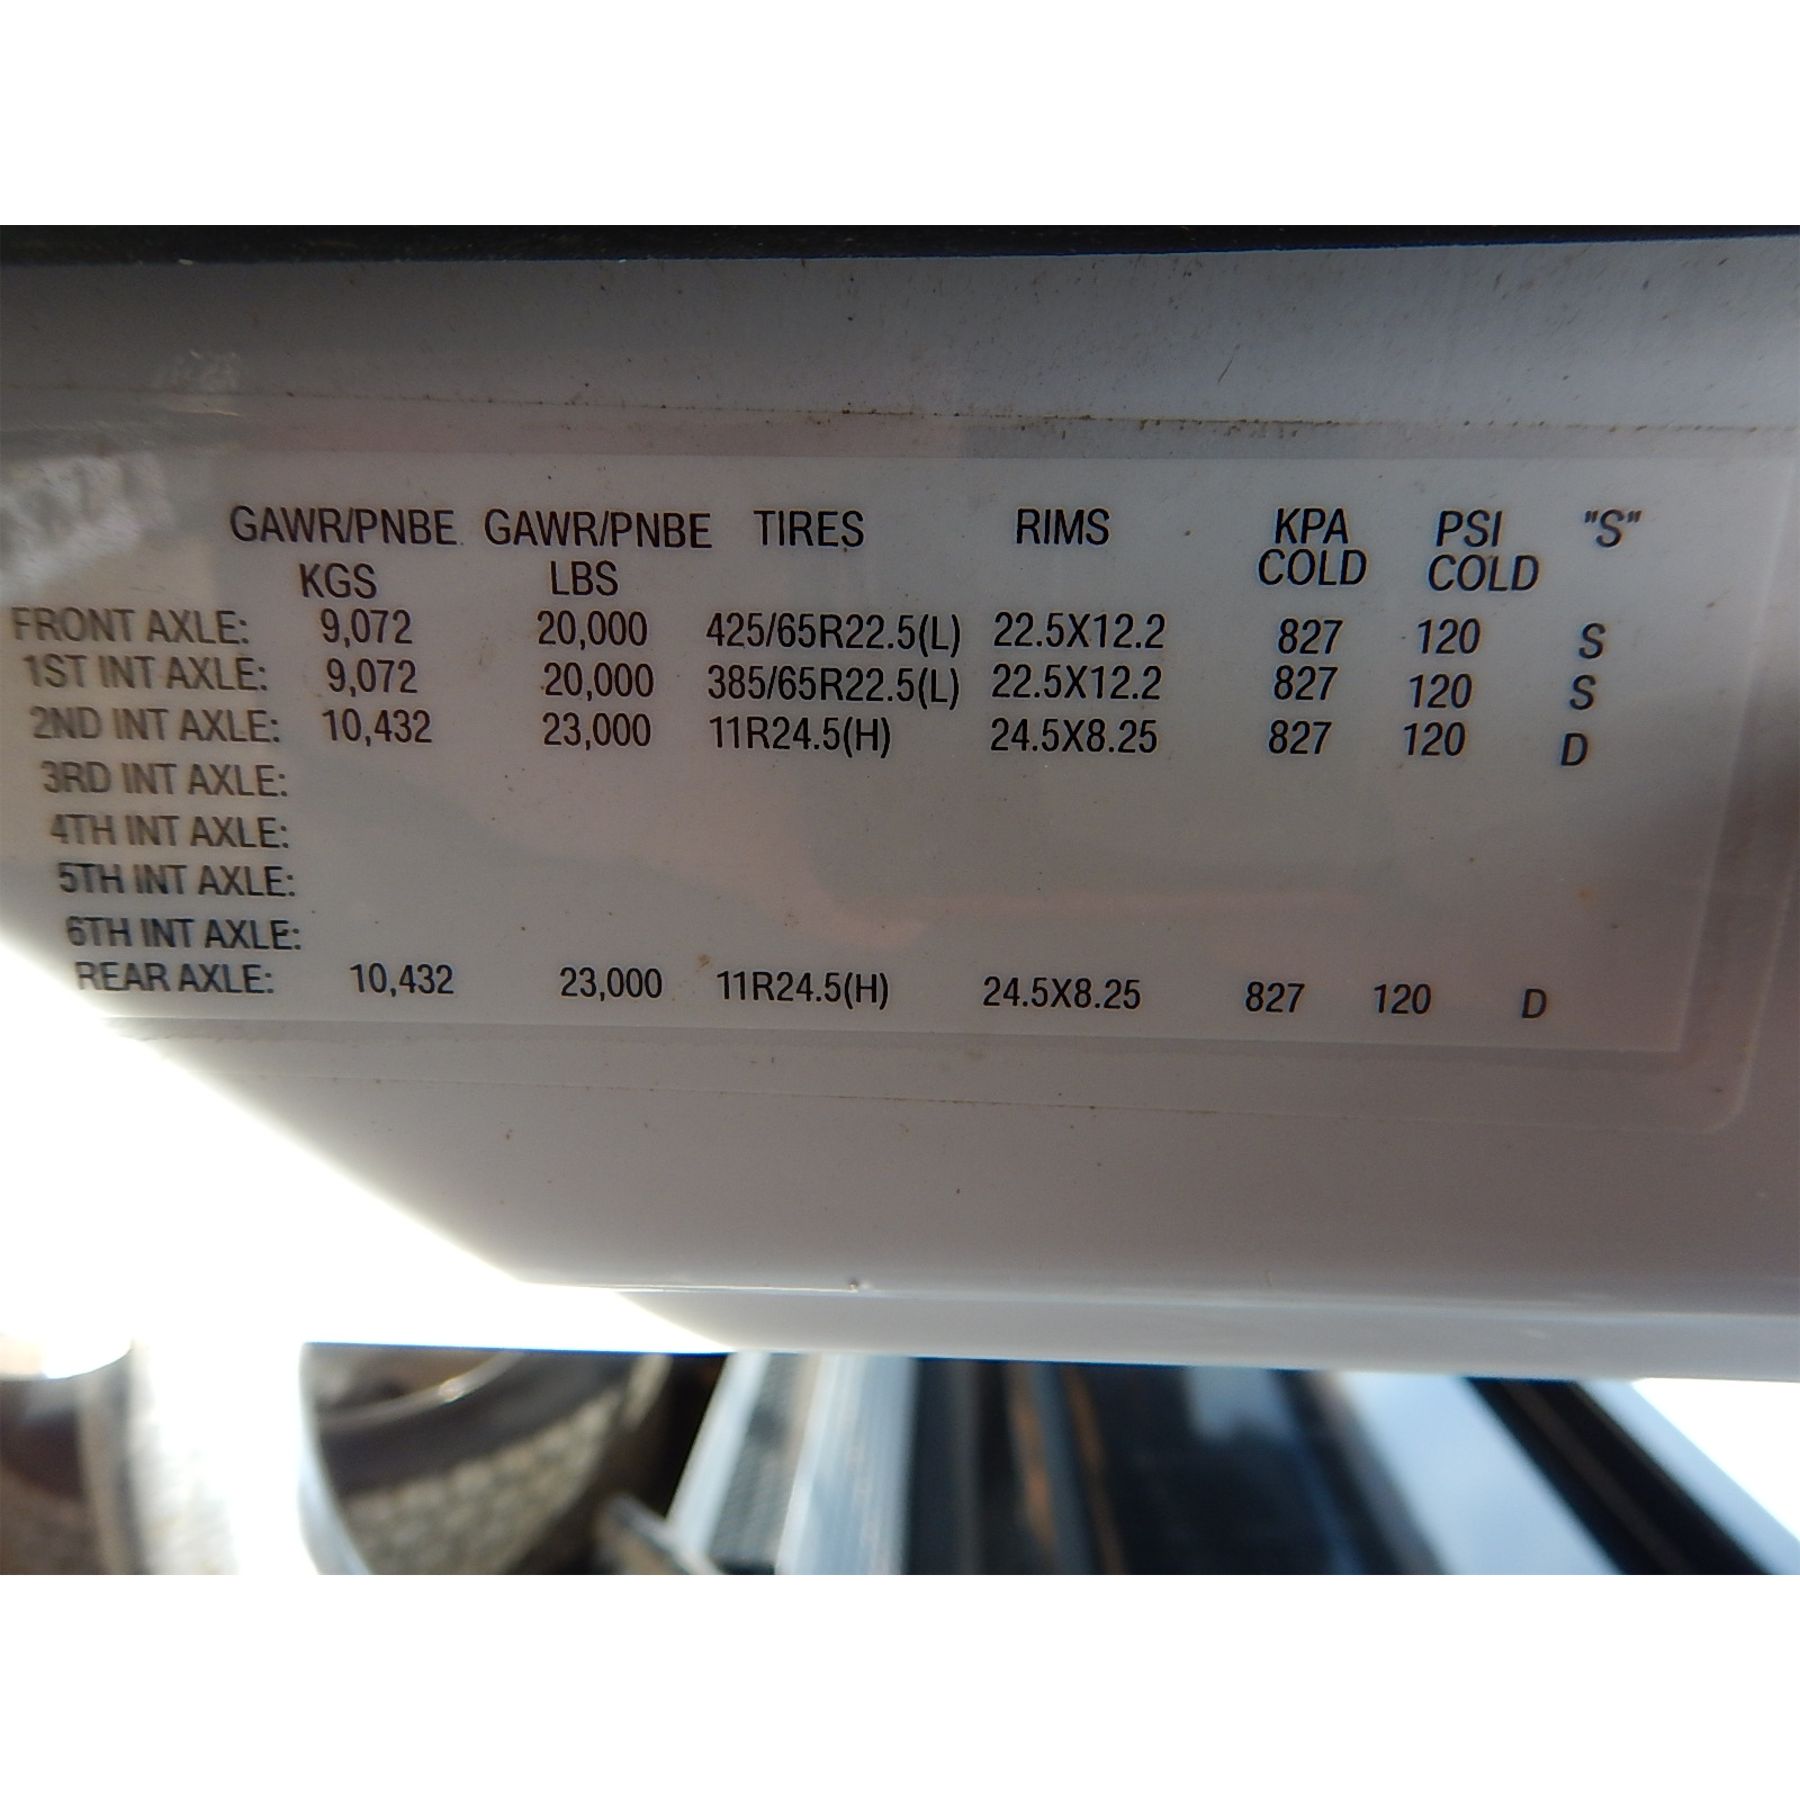 GAWR/PNBE GAWR/PNBE TIRES RIMS KPA PSI "S"
KGS LBS COLD COLD
FRONT AXLE: 9,072 20,000 425/65R22.5(L) 22.5X12.2 827 120 S
1ST INT AXLE: 9,072 20,000 385/65R22.5(L) 22.5X12.2 827 120 S
2ND INT AXLE: 10,432 23,000 11R24.5(H) 24.5X8.25 827 120 D
3RD INT AXLE:
4TH INT AXLE:
5TH INT AXLE:
6TH INT AXLE:
REAR AXLE: 10,432 23,000 11R24.5(H) 24.5X8.25 827 120 D